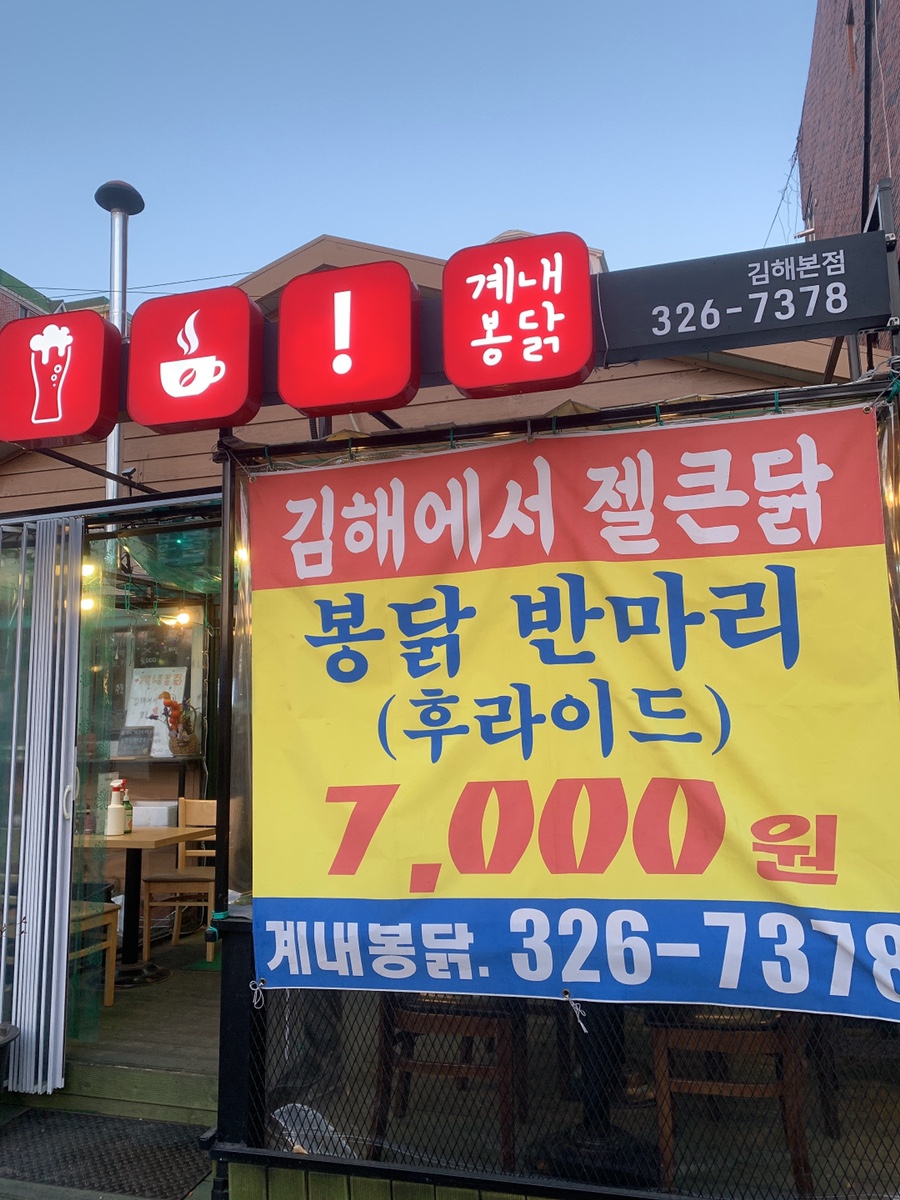 !
계내
봉닭
김해본점
326-7378
김해에서 젤큰닭
봉닭 반마리
(후라이드)
7,000원
계내봉닭. 326-7378